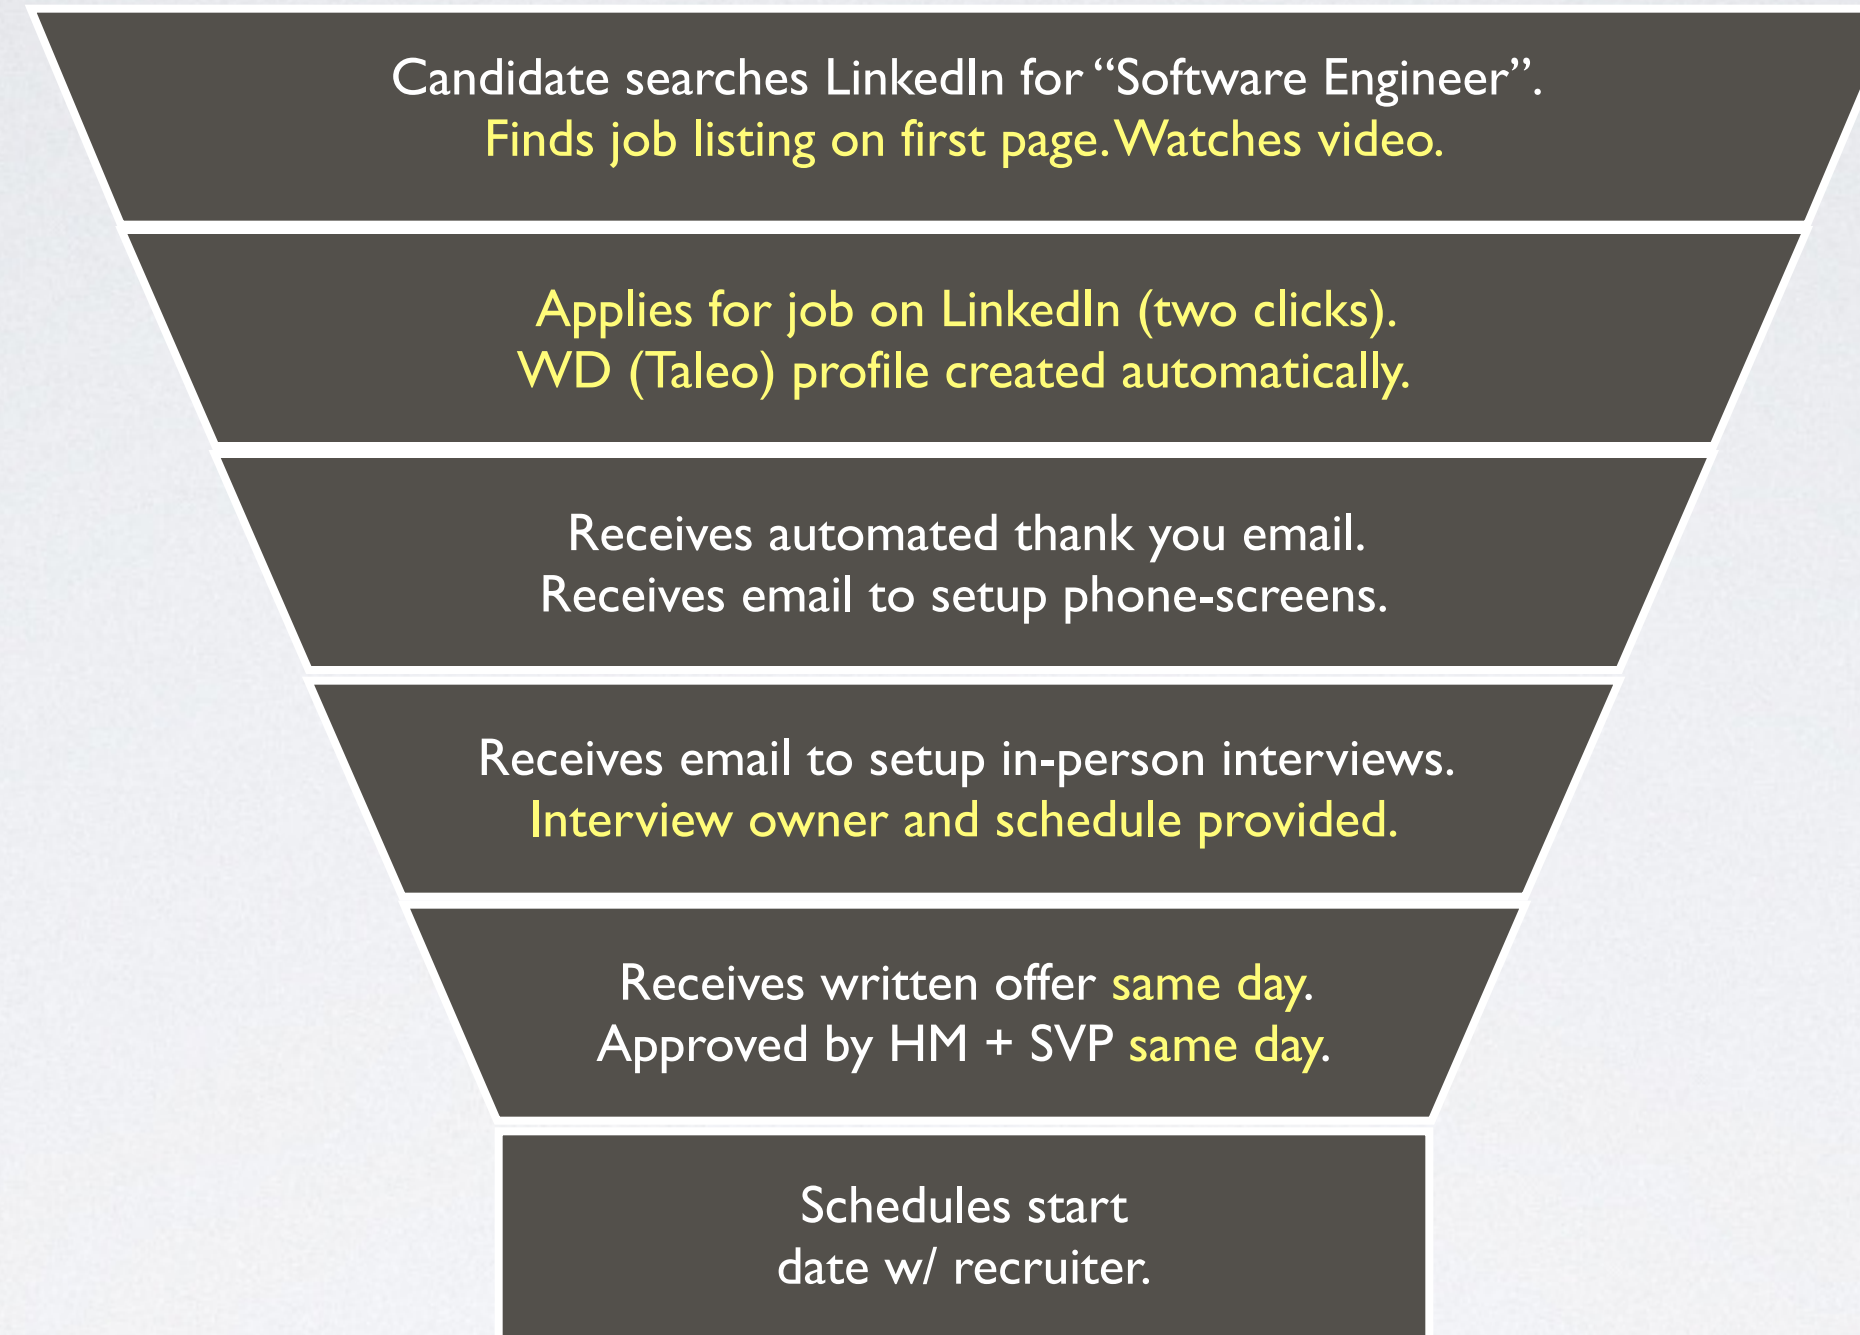 Candidate searches LinkedIn for “Software Engineer”.
Finds job listing on first page. Watches video.
Applies for job on LinkedIn (two clicks).
WD (Taleo) profile created automatically.
Receives automated thank you email.
Receives email to setup phone-screens.
Receives email to setup in-person interviews.
Interview owner and schedule provided.
Receives written offer same day.
Approved by HM + SVP same day.
Schedules start
date w/ recruiter.